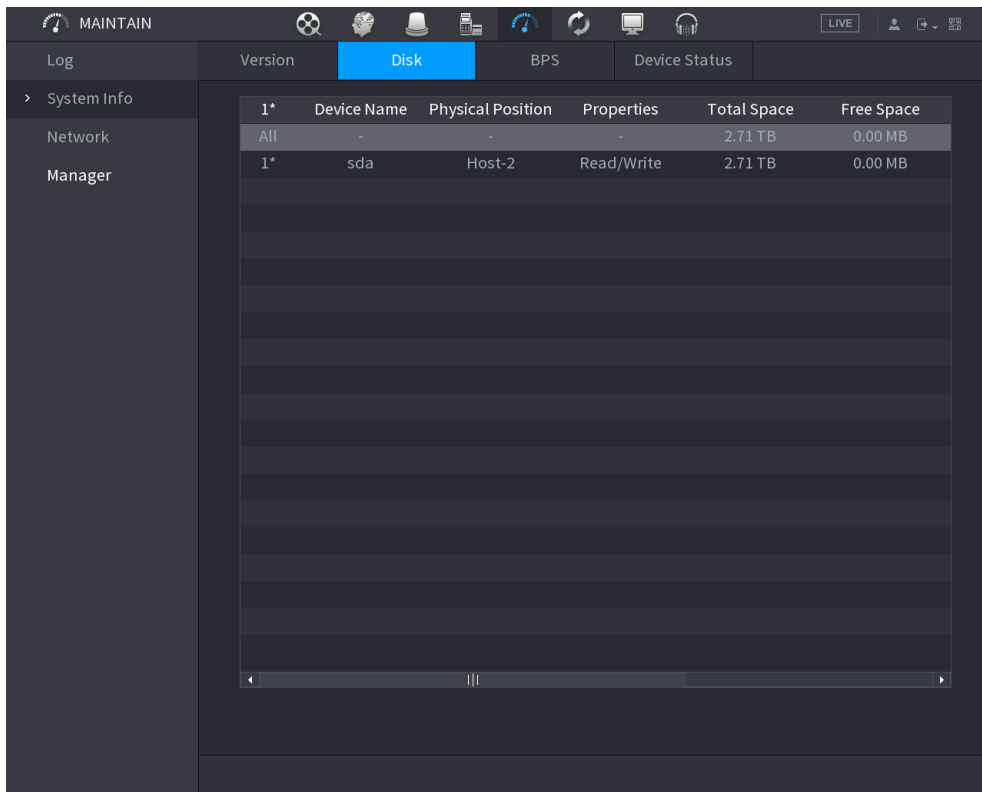 MAINTAIN LIVE
Log Version Disk BPS Device Status
System Info
1* Device Name Physical Position Properties Total Space Free Space
Network All - - - 2.71 TB 0.00 MB
1* sda Host-2 Read/Write 2.71 TB 0.00 MB
Manager